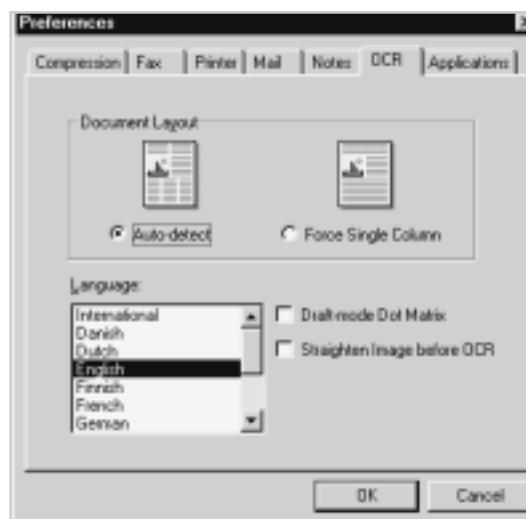 Preferences
Compression Fax Printer Mail Notes OCR Applications
Document Layout
Auto-detect Force Single Column
Language:
International
Danish
Dutch
English
Finnish
French
German
Draft-mode Dot Matrix
Straighten Image before OCR
OK Cancel